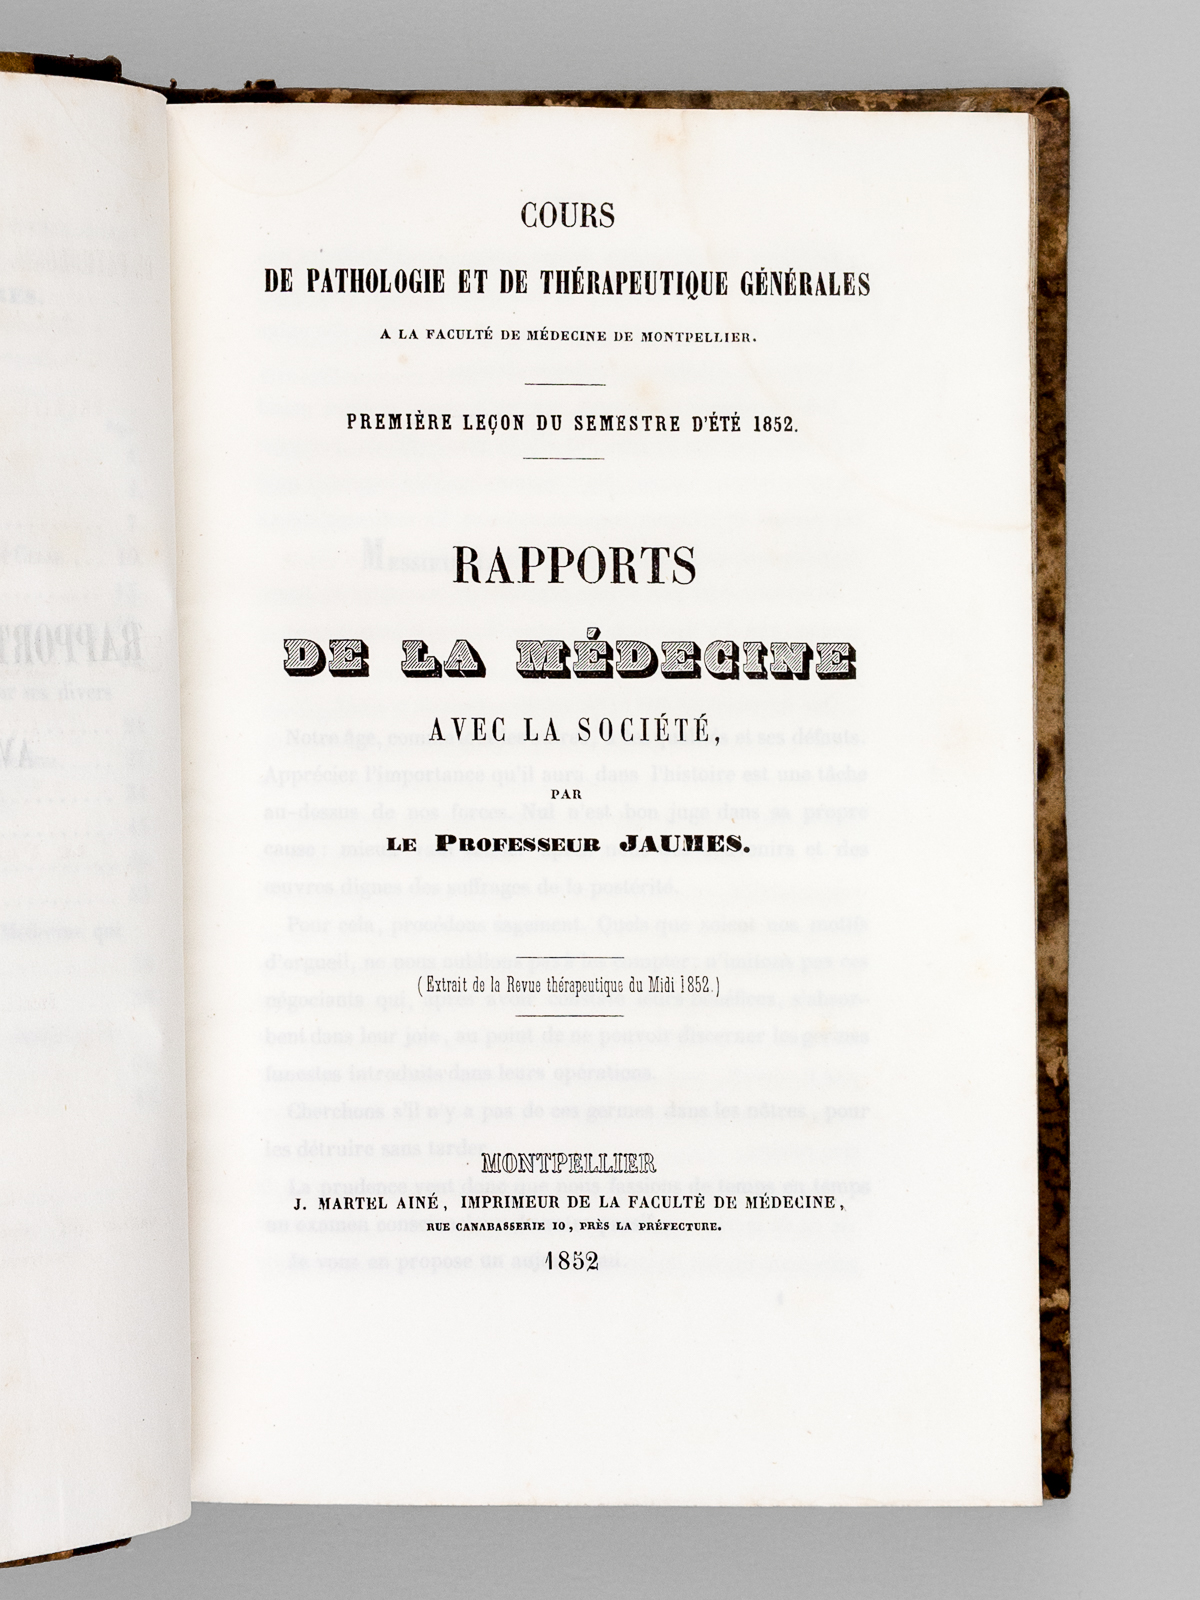 COURS
DE PATHOLOGIE ET DE THÉRAPEUTIQUE GÉNÉRALES
A LA FACULTÉ DE MÉDECINE DE MONTPELLIER.
PREMIÈRE LEÇON DU SEMESTRE D'ÉTÉ 1852.
RAPPORTS
DE LA MÉDECINE
AVEC LA SOCIÉTÉ,
PAR
LE PROFESSEUR JAUMES.
(Extrait de la Revue thérapeutique du Midi 1852.)
MONTPELLIER
J. MARTEL AINÉ, IMPRIMEUR DE LA FACULTÈ DE MÉDECINE,
RUE CANABASSERIE 10, PRÈS LA PRÉFECTURE.
1852